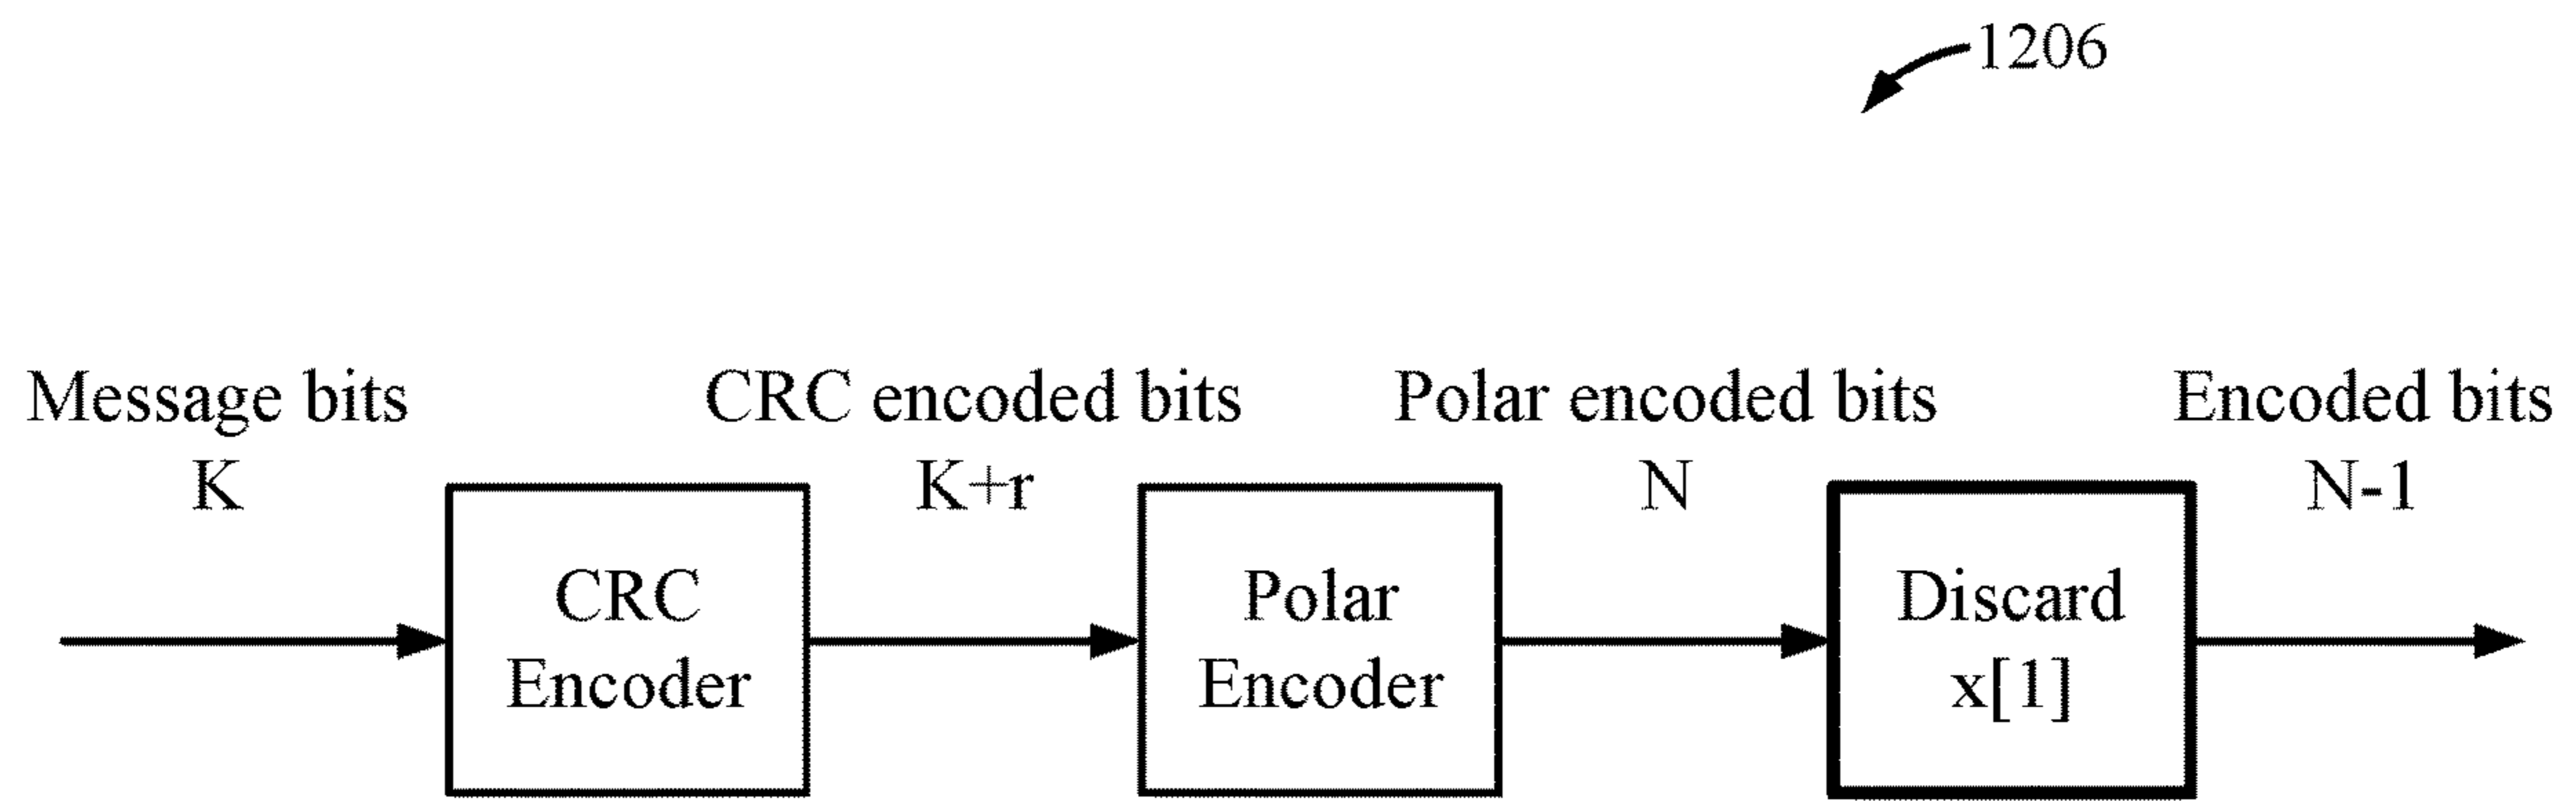 1206
Message bits
K
CRC encoded bits
K+r
Polar encoded bits
N
Encoded bits
N-1
CRC
Encoder
Polar
Encoder
Discard
x[1]